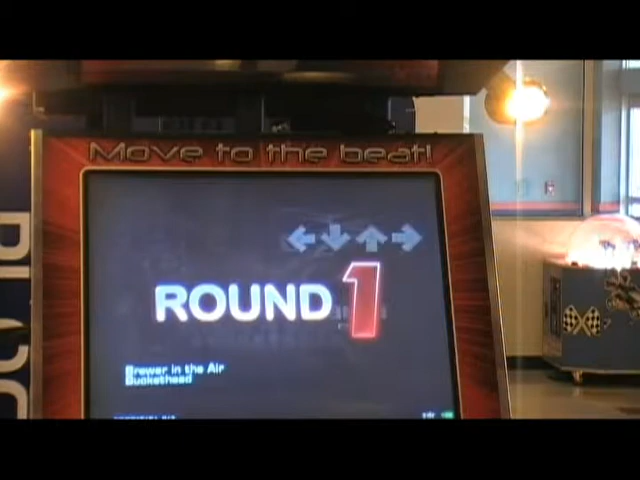 Move to the beat!
ROUND 1
Brewer in the Air
Buckethead